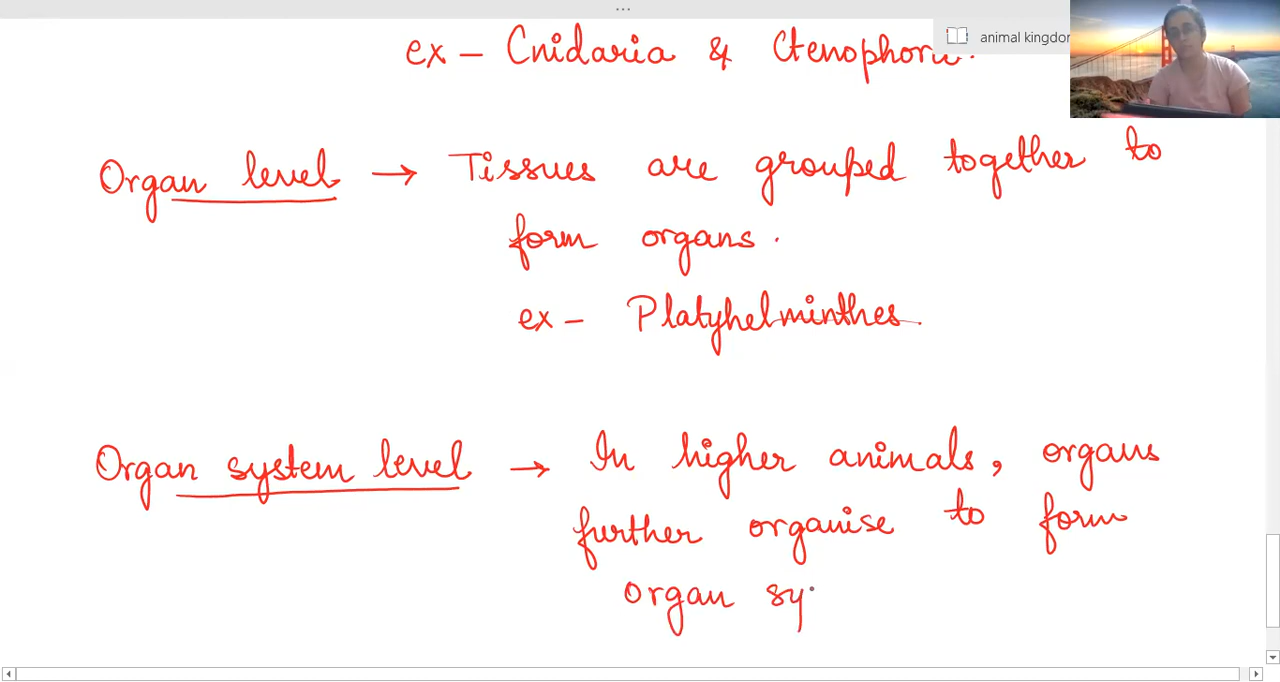 ex – Cnidaria & Ctenophora.
animal kingdom
Organ level → Tissues are grouped together to
form organs.
ex – Platyhelminthes.
Organ system level → In higher animals, organs
further organise to form
organ sy